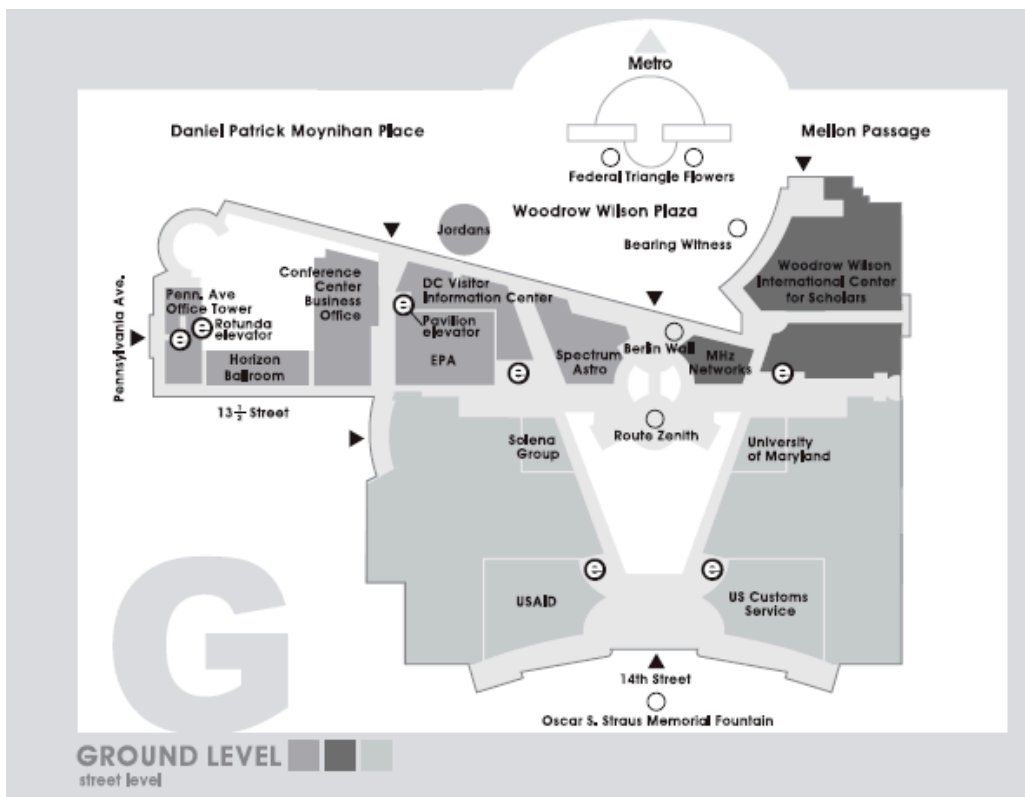 Metro
Daniel Patrick Moynihan Place
Mellon Passage
Federal Triangle Flowers
Woodrow Wilson Plaza
Jordans
Bearing Witness
Conference
Center
Business
Office
DC Visitor
Information Center
Woodrow Wilson
International Center
for Scholars
Pennsylvania Ave.
Penn. Ave
Office Tower
e
e
Rotunda
elevator
e
Pavilion
elevator
Berlin Wall
Horizon
Ballroom
EPA
e
Spectrum
Astro
MHz
Networks
e
13 1/2 Street
Solena
Group
Route Zenith
University
of Maryland
e
e
USAID
US Customs
Service
14th Street
Oscar S. Straus Memorial Fountain
G
GROUND LEVEL
street level